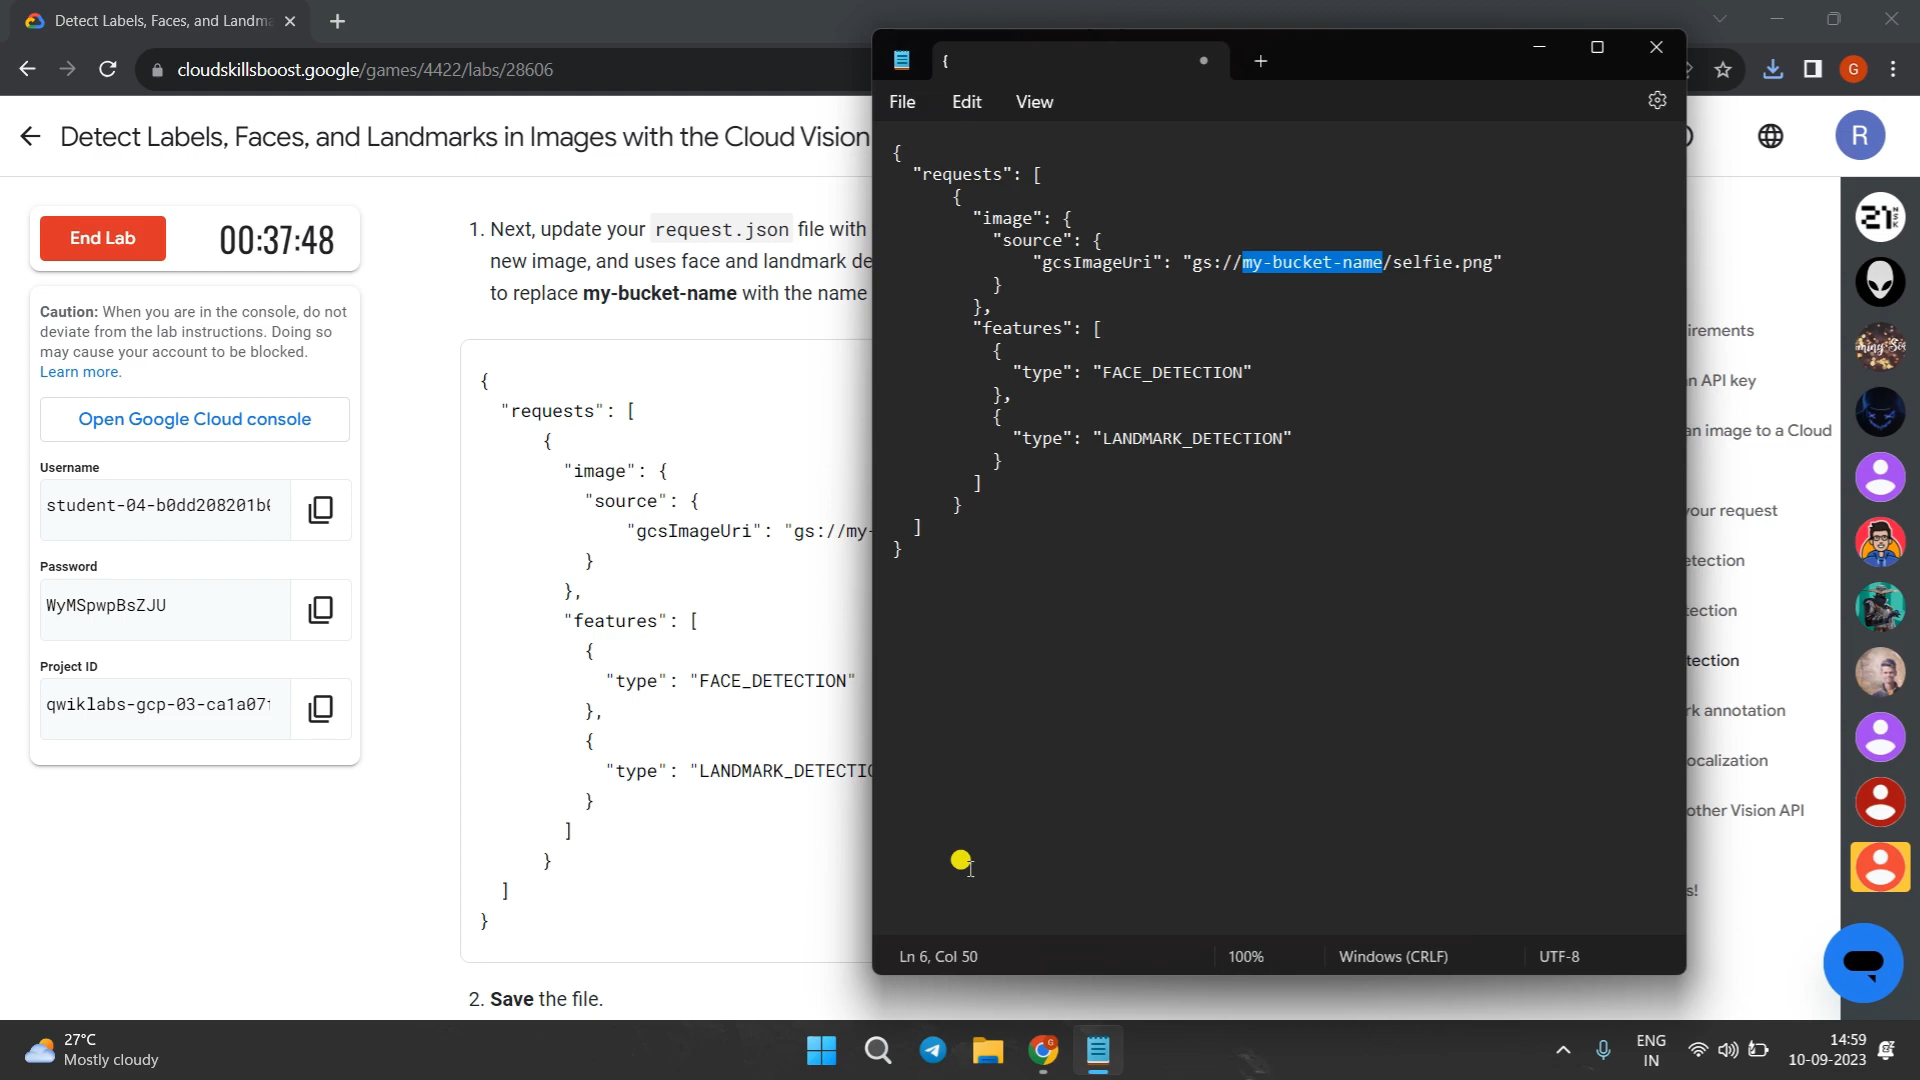 Detect Labels, Faces, and Landma
cloudskillsboost.google/games/4422/labs/28606
G
Detect Labels, Faces, and Landmarks in Images with the Cloud Vision
R
End Lab
00:37:48
Caution: When you are in the console, do not
deviate from the lab instructions. Doing so
may cause your account to be blocked.
Learn more.
Open Google Cloud console
Username
student-04-b0dd208201b
Password
WyMSpwpBsZJU
Project ID
qwiklabs-gcp-03-ca1a07
1. Next, update your request.json file with
new image, and uses face and landmark de
to replace my-bucket-name with the name
{
"requests": [
{
"image": {
"source": {
"gcsImageUri": "gs://my-
}
},
"features": [
{
"type": "FACE_DETECTION"
},
{
"type": "LANDMARK_DETECTIO
}
]
}
]
}
2. Save the file.
{
File Edit View
{
"requests": [
{
"image": {
"source": {
"gcsImageUri": "gs://my-bucket-name/selfie.png"
}
},
"features": [
{
"type": "FACE_DETECTION"
},
{
"type": "LANDMARK_DETECTION"
}
]
}
]
}
Ln 6, Col 50
100%
Windows (CRLF)
UTF-8
irements
n API key
an image to a Cloud
your request
etection
tection
tection
rk annotation
ocalization
other Vision API
s!
27°C
Mostly cloudy
ENG
IN
14:59
10-09-2023